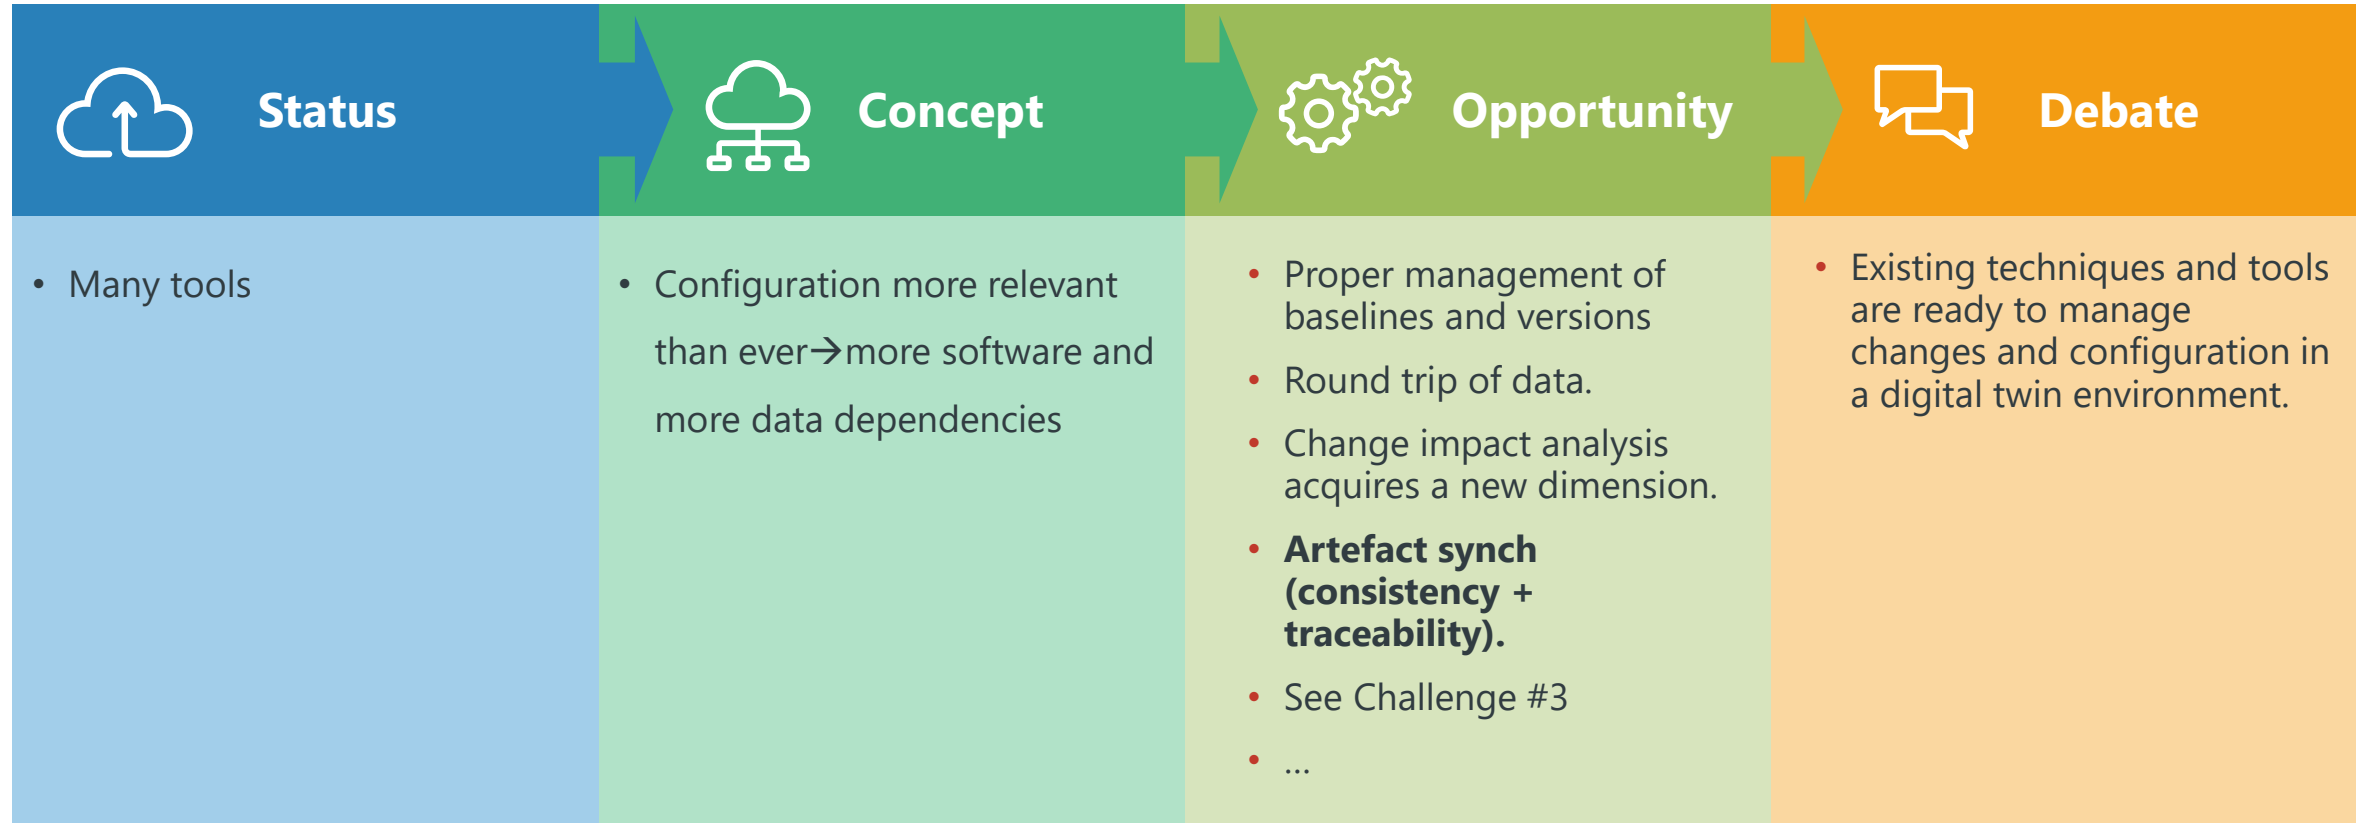 Status
Concept
Opportunity
Debate
• Many tools
• Configuration more relevant
than ever→more software and
more data dependencies
• Proper management of
baselines and versions
• Round trip of data.
• Change impact analysis
acquires a new dimension.
• Artefact synch
(consistency +
traceability).
• See Challenge #3
• ...
• Existing techniques and tools
are ready to manage
changes and configuration in
a digital twin environment.